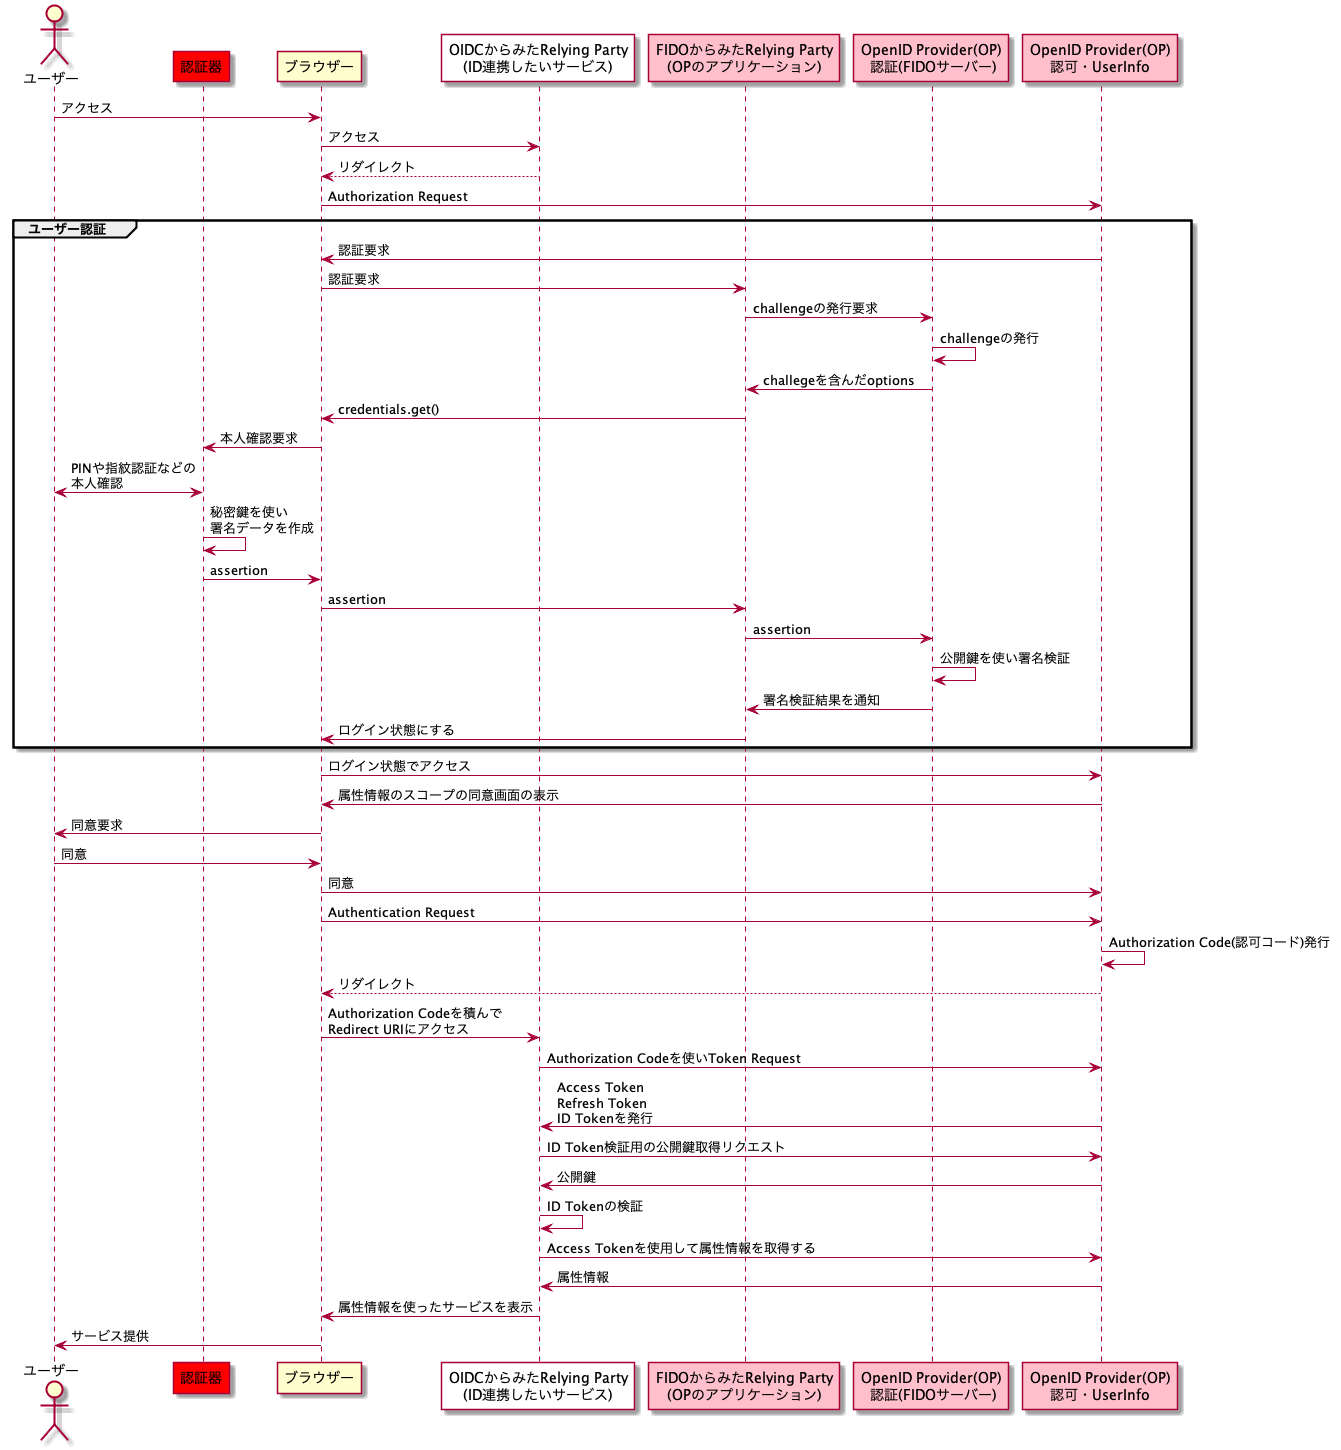 ユーザー
認証器
ブラウザー
OIDCからみたRelying Party
(ID連携したいサービス)
FIDOからみたRelying Party
(OPのアプリケーション)
OpenID Provider(OP)
認証(FIDOサーバー)
OpenID Provider(OP)
認可・UserInfo
アクセス
アクセス
リダイレクト
Authorization Request
ユーザー認証
認証要求
認証要求
challengeの発行要求
challengeの発行
challegeを含んだoptions
credentials.get()
本人確認要求
PINや指紋認証などの
本人確認
秘密鍵を使い
署名データを作成
assertion
assertion
assertion
公開鍵を使い署名検証
署名検証結果を通知
ログイン状態にする
ログイン状態でアクセス
属性情報のスコープの同意画面の表示
同意要求
同意
同意
Authentication Request
Authorization Code(認可コード)発行
リダイレクト
Authorization Codeを積んで
Redirect URIにアクセス
Authorization Codeを使いToken Request
Access Token
Refresh Token
ID Tokenを発行
ID Token検証用の公開鍵取得リクエスト
公開鍵
ID Tokenの検証
Access Tokenを使用して属性情報を取得する
属性情報
属性情報を使ったサービスを表示
サービス提供
ユーザー
認証器
ブラウザー
OIDCからみたRelying Party
(ID連携したいサービス)
FIDOからみたRelying Party
(OPのアプリケーション)
OpenID Provider(OP)
認証(FIDOサーバー)
OpenID Provider(OP)
認可・UserInfo